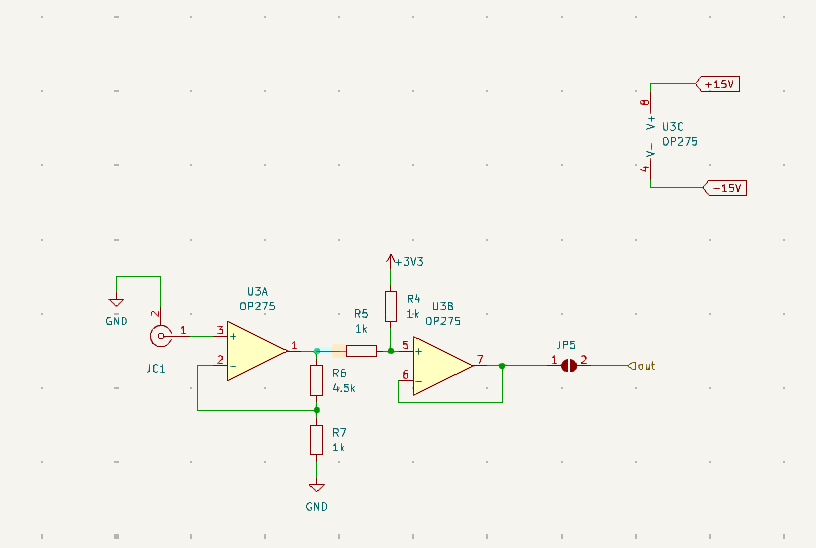 +15V
8
V+
U3C
OP275
V-
4
-15V
+3V3
2
GND
U3A
OP275
R4
1k
U3B
OP275
R5
1k
1
3
+
1
2
-
JC1
5
+
6
-
7
JP5
1
2
out
R6
4.5k
R7
1k
GND